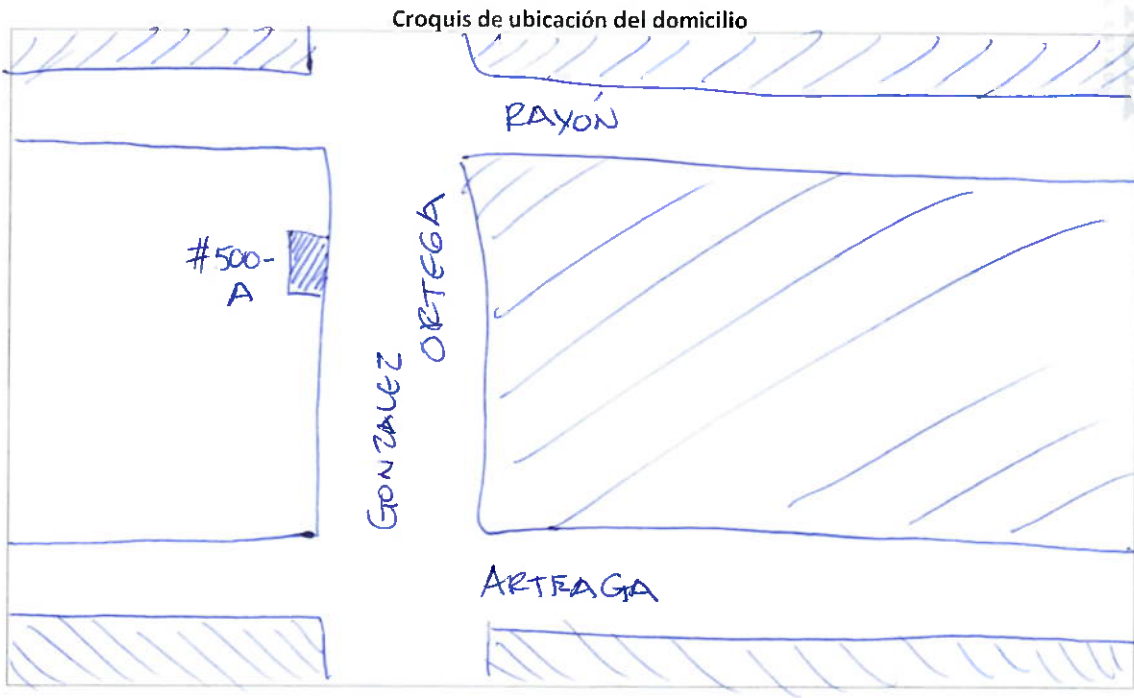 Croquis de ubicación del domicilio
RAYÓN
#500-
A
GONZALEZ
ORTEGA
ARTEAGA